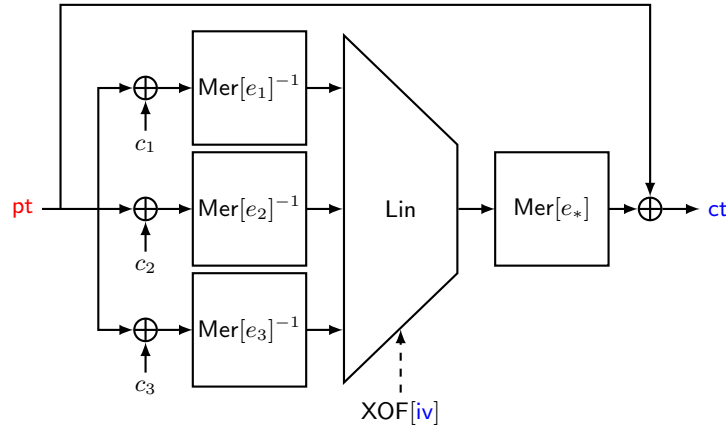 Mer[e₁]⁻¹
c₁
pt
Mer[e₂]⁻¹
Lin
Mer[e∗]
ct
c₂
Mer[e₃]⁻¹
c₃
XOF[iv]